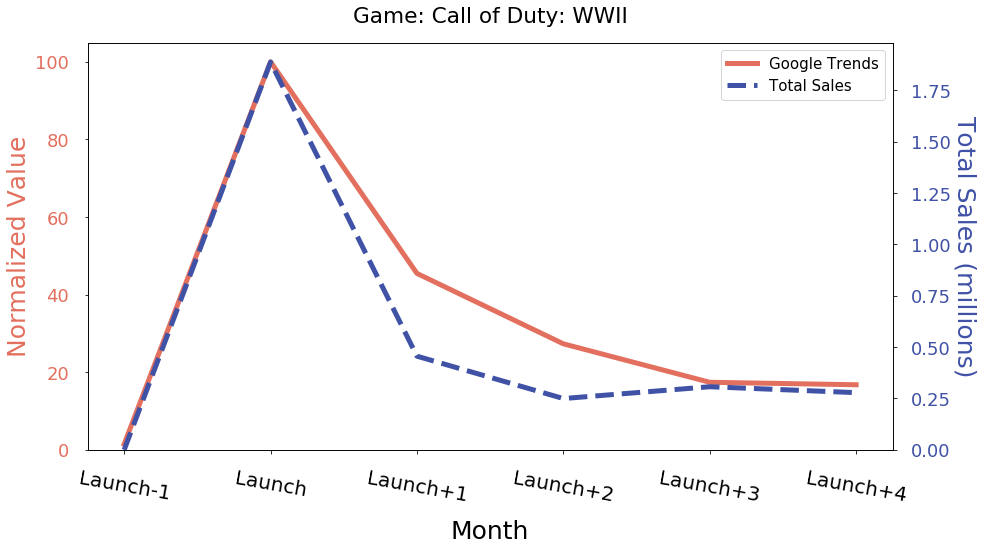 Game: Call of Duty: WWII
Google Trends
Total Sales
Normalized Value
100
80
60
40
20
0
Total Sales (millions)
1.75
1.50
1.25
1.00
0.75
0.50
0.25
0.00
Launch-1
Launch
Launch+1
Launch+2
Launch+3
Launch+4
Month